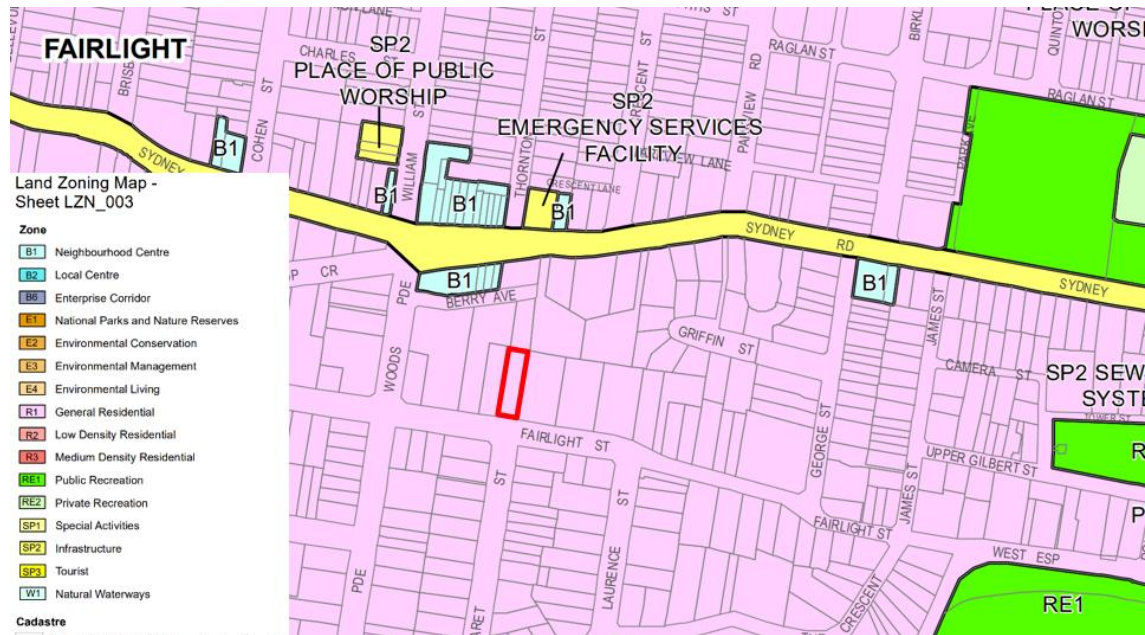 FAIRLIGHT
CHARLES ST
COHEN ST
SP2
PLACE OF PUBLIC
WORSHIP
WILLIAM ST
THORNTON ST
SP2
EMERGENCY SERVICES
FACILITY
CRESCENT LANE
RAGLAN ST
RD
WORSHI
RAGLAN ST
PARK AVE
B1
B1
B1
B1
SYDNEY
SYDNEY
RD
SYDNEY
B1
BERRY AVE
CR
PDE
WOODS
GRIFFIN ST
B1
JAMES ST
CAMERA ST
SP2 SEW
SYSTE
TOWER ST
R
FAIRLIGHT ST
GEORGE ST
UPPER GILBERT ST
JAMES ST
FAIRLIGHT ST
P
WEST ESP
ST
ST
LAURENCE
PDE
CRESCENT
RE1
Land Zoning Map -
Sheet LZN_003
Zone
B1 Neighbourhood Centre
B2 Local Centre
B6 Enterprise Corridor
E1 National Parks and Nature Reserves
E2 Environmental Conservation
E3 Environmental Management
E4 Environmental Living
R1 General Residential
R2 Low Density Residential
R3 Medium Density Residential
RE1 Public Recreation
RE2 Private Recreation
SP1 Special Activities
SP2 Infrastructure
SP3 Tourist
W1 Natural Waterways
Cadastre